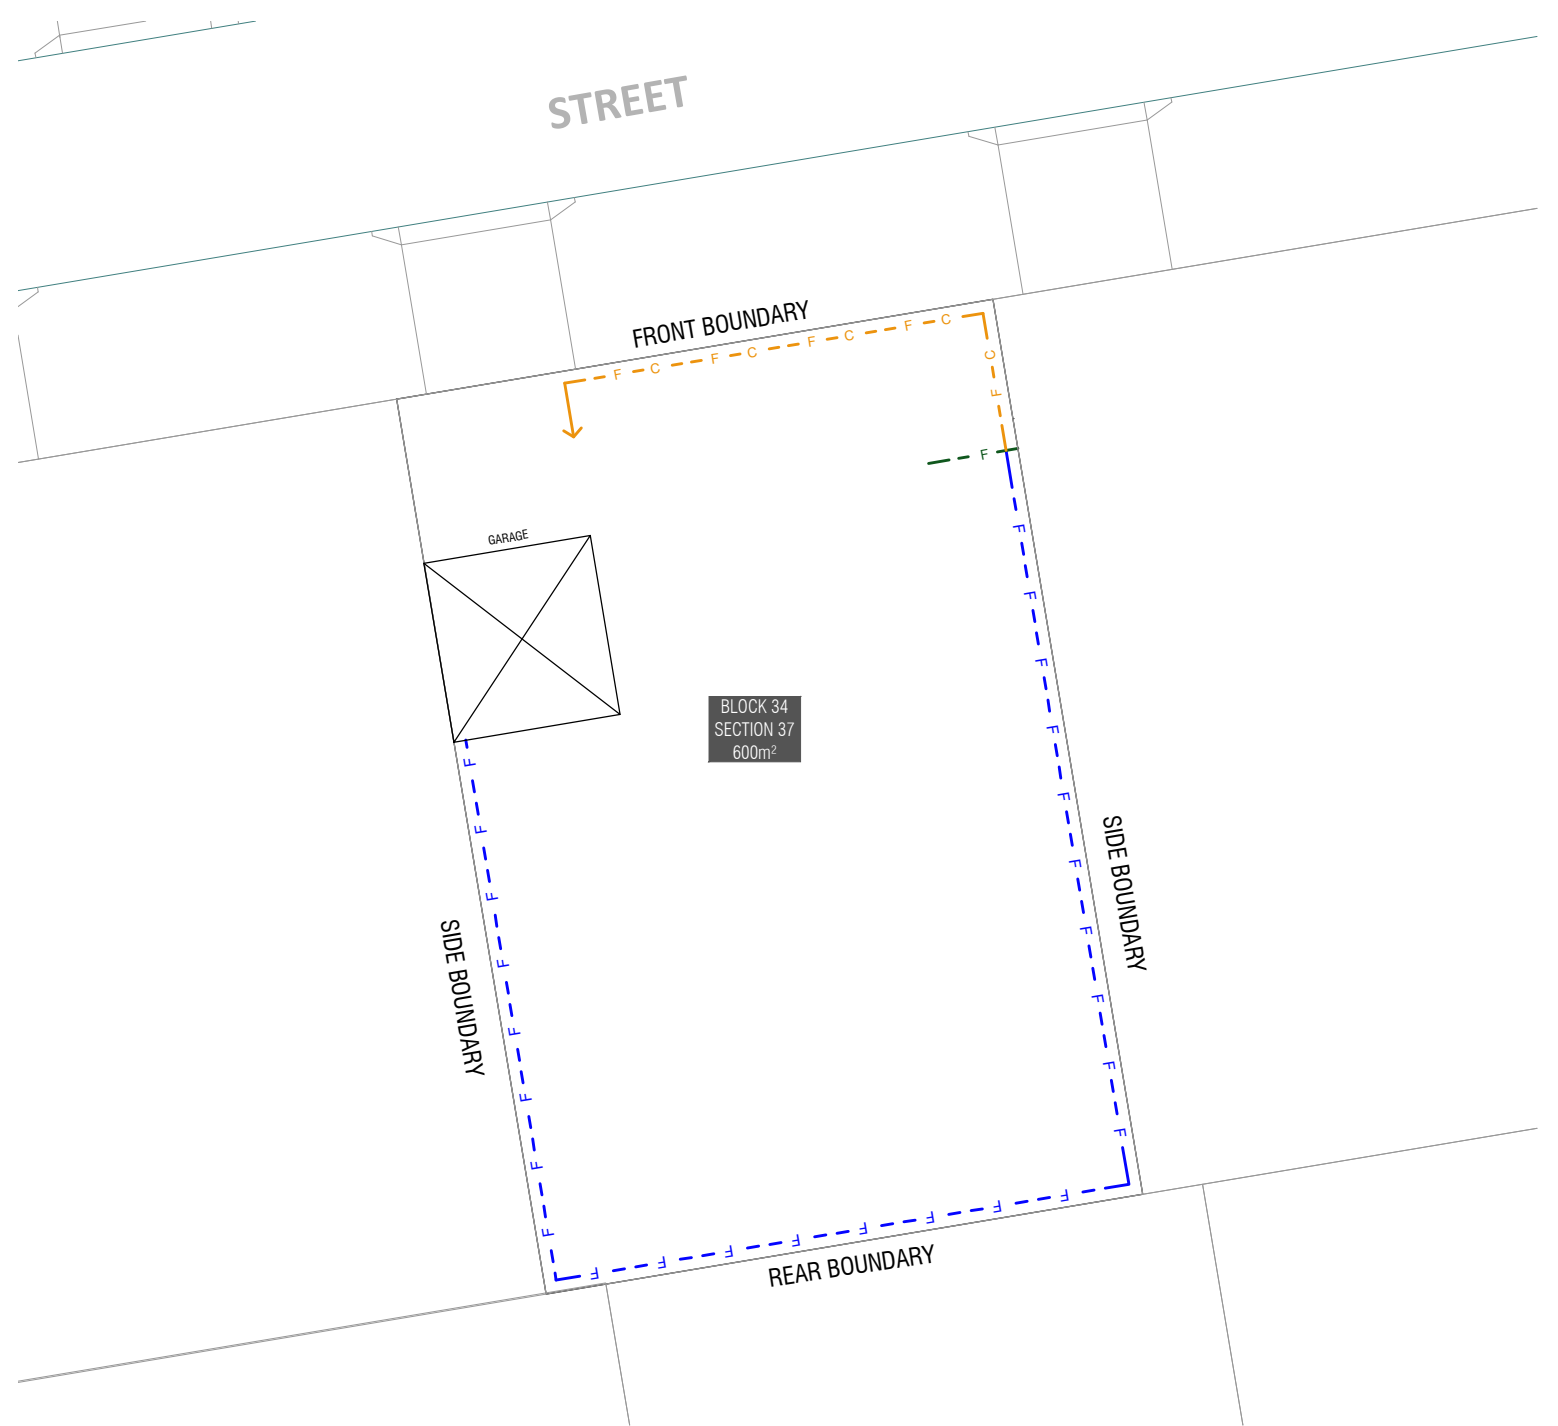 STREET
FRONT BOUNDARY
F C F C F C F C
C
F
F
GARAGE
BLOCK 34
SECTION 37
600m²
SIDE BOUNDARY
SIDE BOUNDARY
F F F F F F F F F F
F F F F F F F F
F F F F F F F F
REAR BOUNDARY